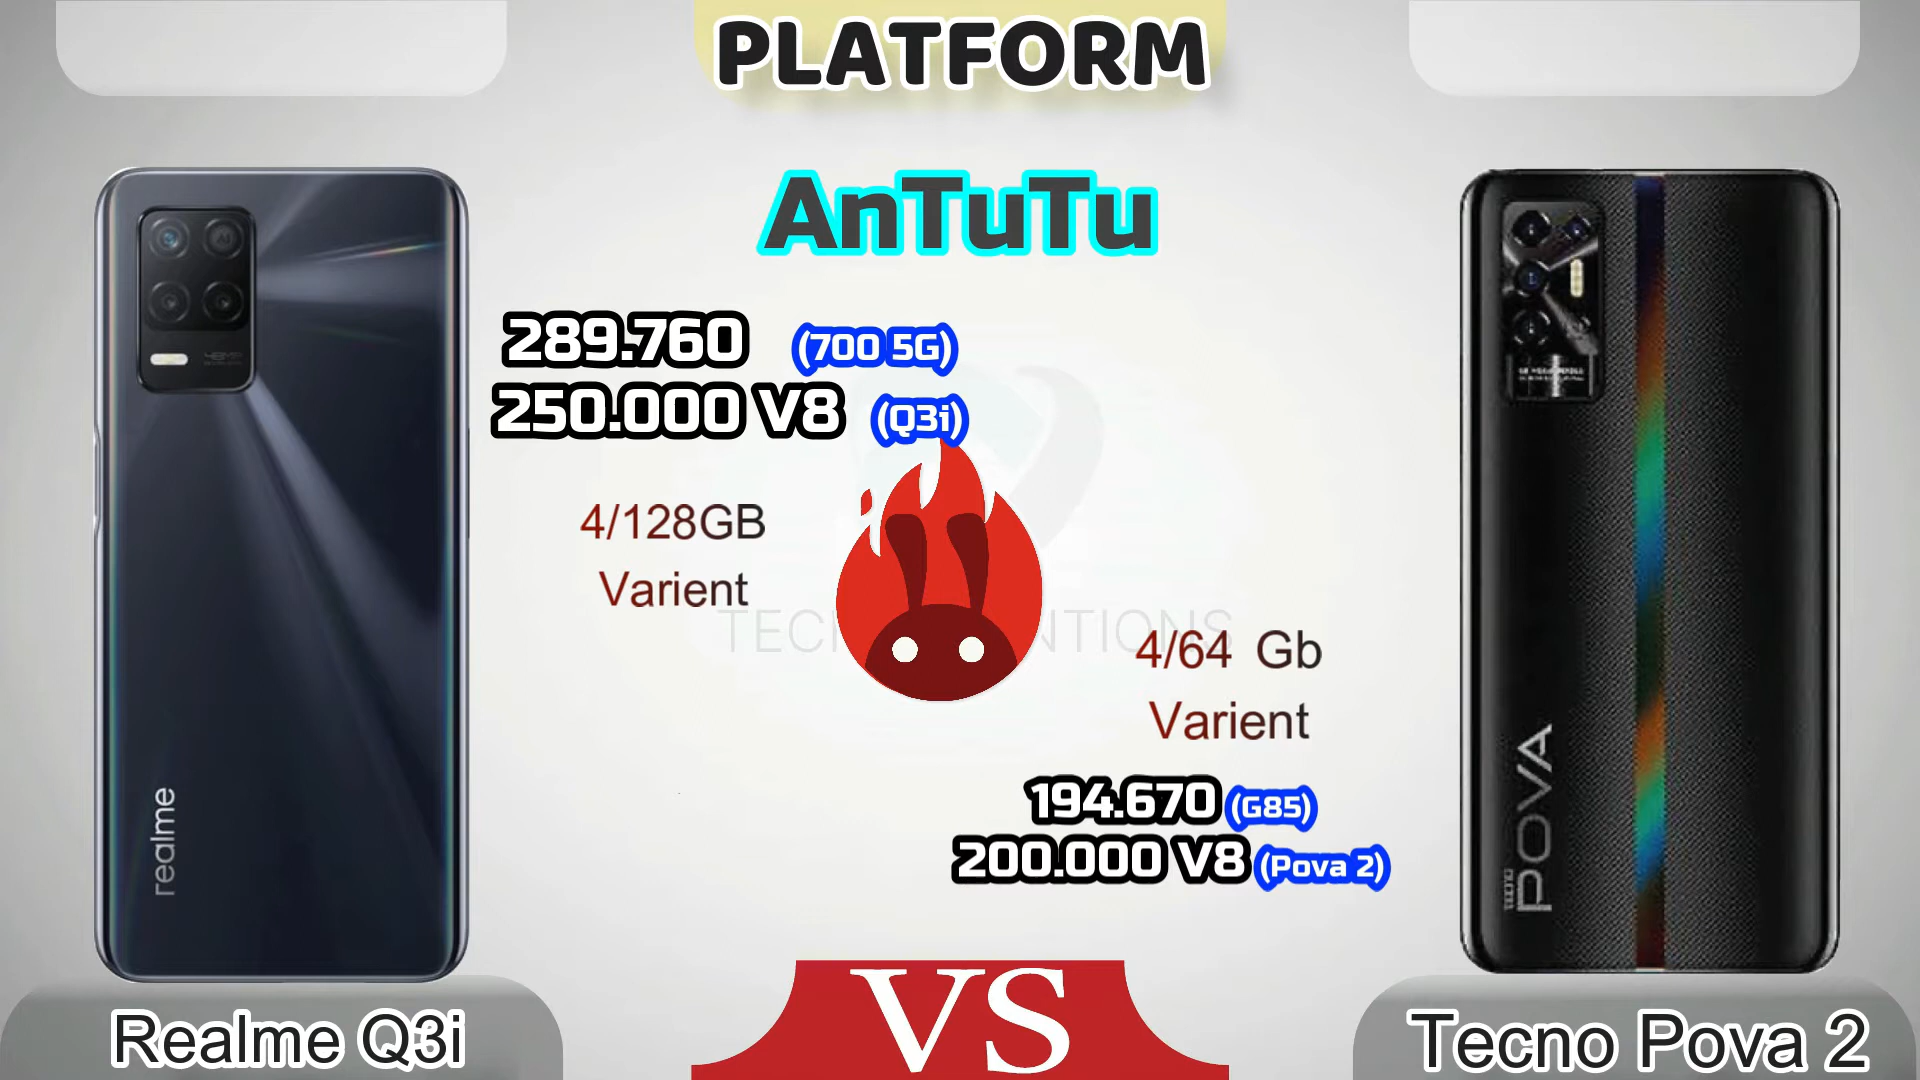 PLATFORM
AnTuTu
289.760 (700 5G)
250.000 V8 (Q3i)
4/128GB
Varient
4/64 Gb
Varient
194.670 (G85)
200.000 V8 (Pova 2)
realme
TECNO
POVA
VS
Realme Q3i
Tecno Pova 2